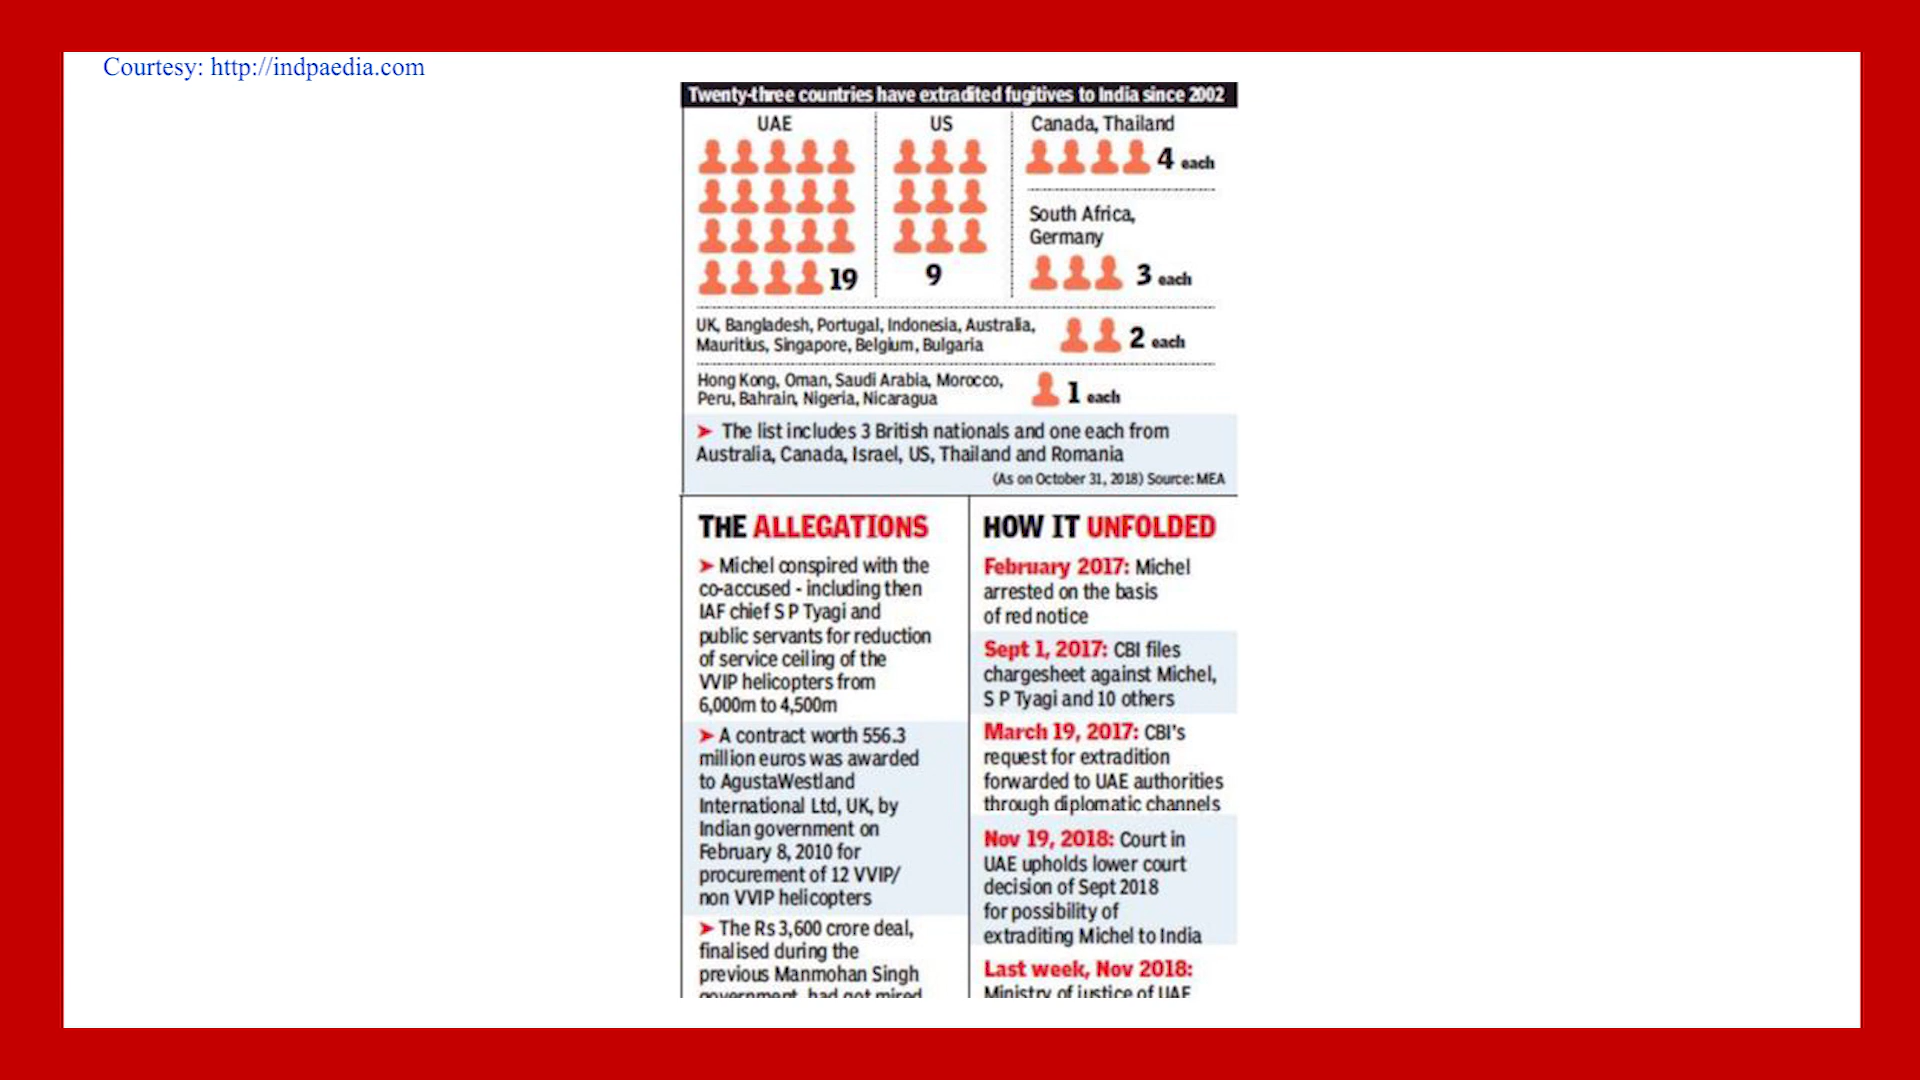 Courtesy: http://indpaedia.com
Twenty-three countries have extradited fugitives to India since 2002
UAE
19
US
9
Canada, Thailand
4 each
South Africa,
Germany
3 each
UK, Bangladesh, Portugal, Indonesia, Australia,
Mauritius, Singapore, Belgium, Bulgaria
2 each
Hong Kong, Oman, Saudi Arabia, Morocco,
Peru, Bahrain, Nigeria, Nicaragua
1 each
➤ The list includes 3 British nationals and one each from
Australia, Canada, Israel, US, Thailand and Romania
(As on October 31, 2018) Source: MEA
THE ALLEGATIONS
➤ Michel conspired with the
co-accused - including then
IAF chief S P Tyagi and
public servants for reduction
of service ceiling of the
VVIP helicopters from
6,000m to 4,500m
➤ A contract worth 556.3
million euros was awarded
to AgustaWestland
International Ltd, UK, by
Indian government on
February 8, 2010 for
procurement of 12 VVIP/
non VVIP helicopters
➤ The Rs 3,600 crore deal,
finalised during the
previous Manmohan Singh
government, had got mired
HOW IT UNFOLDED
February 2017: Michel
arrested on the basis
of red notice
Sept 1, 2017: CBI files
chargesheet against Michel,
S P Tyagi and 10 others
March 19, 2017: CBI's
request for extradition
forwarded to UAE authorities
through diplomatic channels
Nov 19, 2018: Court in
UAE upholds lower court
decision of Sept 2018
for possibility of
extraditing Michel to India
Last week, Nov 2018:
Ministry of justice of UAE